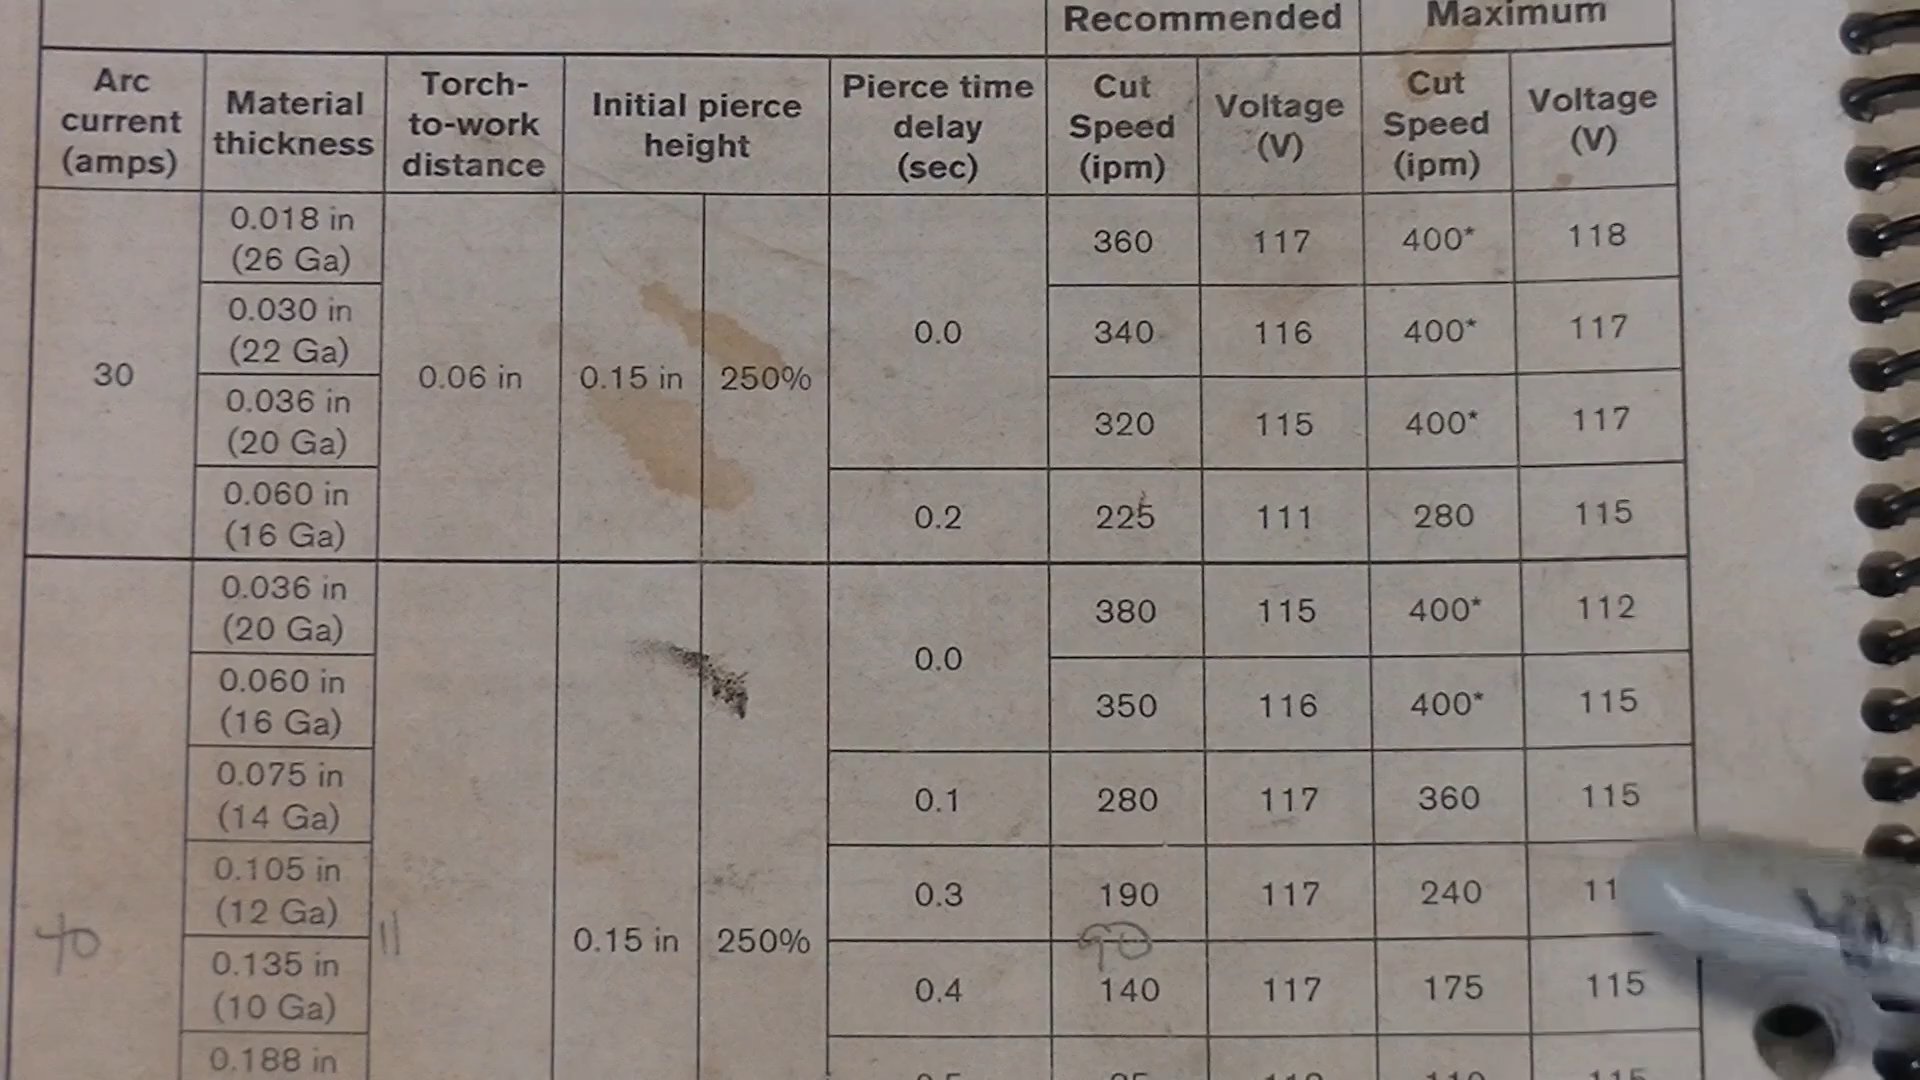 Recommended Maximum
Arc current (amps) Material thickness Torch-to-work distance Initial pierce height Pierce time delay (sec) Cut Speed (ipm) Voltage (V) Cut Speed (ipm) Voltage (V)
30 0.06 in 0.15 in 250%
0.018 in (26 Ga) 0.0 360 117 400* 118
0.030 in (22 Ga) 340 116 400* 117
0.036 in (20 Ga) 320 115 400* 117
0.060 in (16 Ga) 0.2 225 111 280 115
0.036 in (20 Ga) 0.0 380 115 400* 112
0.060 in (16 Ga) 350 116 400* 115
0.075 in (14 Ga) 0.1 280 117 360 115
0.105 in (12 Ga) 0.3 190 117 240 11
0.15 in 250% 90
0.135 in (10 Ga) 0.4 140 117 175 115
0.188 in